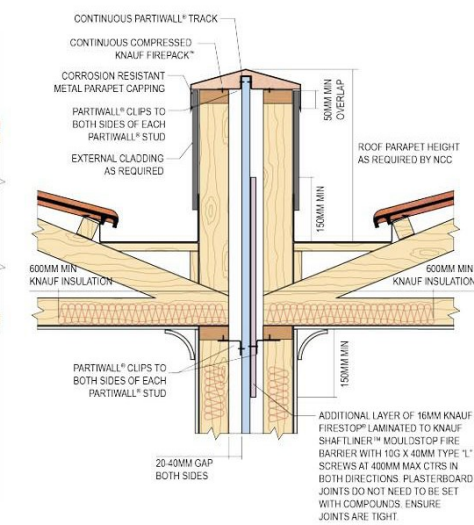 CONTINUOUS PARTIWALL® TRACK
CONTINUOUS COMPRESSED
KNAUF FIREPACK™
CORROSION RESISTANT
METAL PARAPET CAPPING
PARTIWALL® CLIPS TO
BOTH SIDES OF EACH
PARTIWALL® STUD
EXTERNAL CLADDING
AS REQUIRED
50MM MIN
OVERLAP
ROOF PARAPET HEIGHT
AS REQUIRED BY NCC
150MM MIN
600MM MIN
KNAUF INSULATION
600MM MIN
KNAUF INSULATION
PARTIWALL® CLIPS TO
BOTH SIDES OF EACH
PARTIWALL® STUD
150MM MIN
20-40MM GAP
BOTH SIDES
ADDITIONAL LAYER OF 16MM KNAUF
FIRESTOP® LAMINATED TO KNAUF
SHAFTLINER™ MOULDSTOP FIRE
BARRIER WITH 10G X 40MM TYPE "L"
SCREWS AT 400MM MAX CTRS IN
BOTH DIRECTIONS. PLASTERBOARD
JOINTS DO NOT NEED TO BE SET
WITH COMPOUNDS. ENSURE
JOINTS ARE TIGHT.